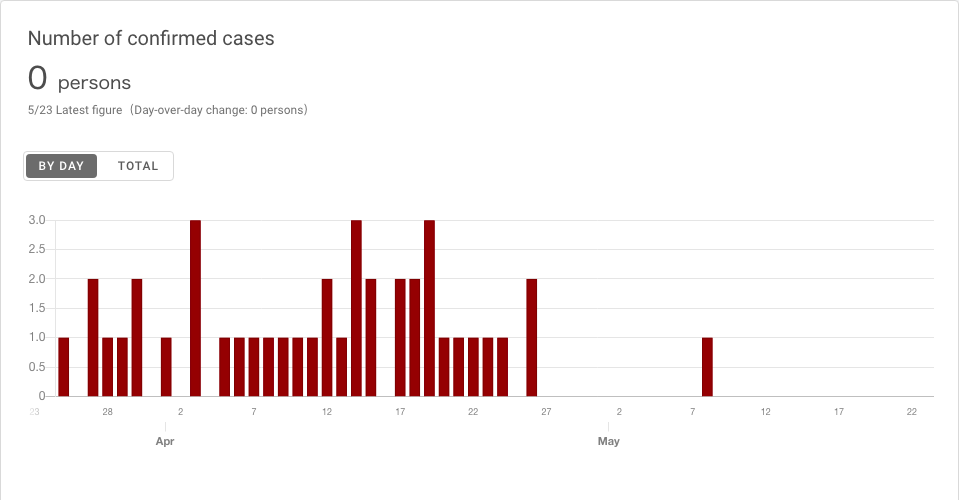 Number of confirmed cases
0 persons
5/23 Latest figure (Day-over-day change: 0 persons)
BY DAY TOTAL
3.0
2.5
2.0
1.5
1.0
0.5
0
23 28 2 7 12 17 22 27 2 7 12 17 22
Apr May